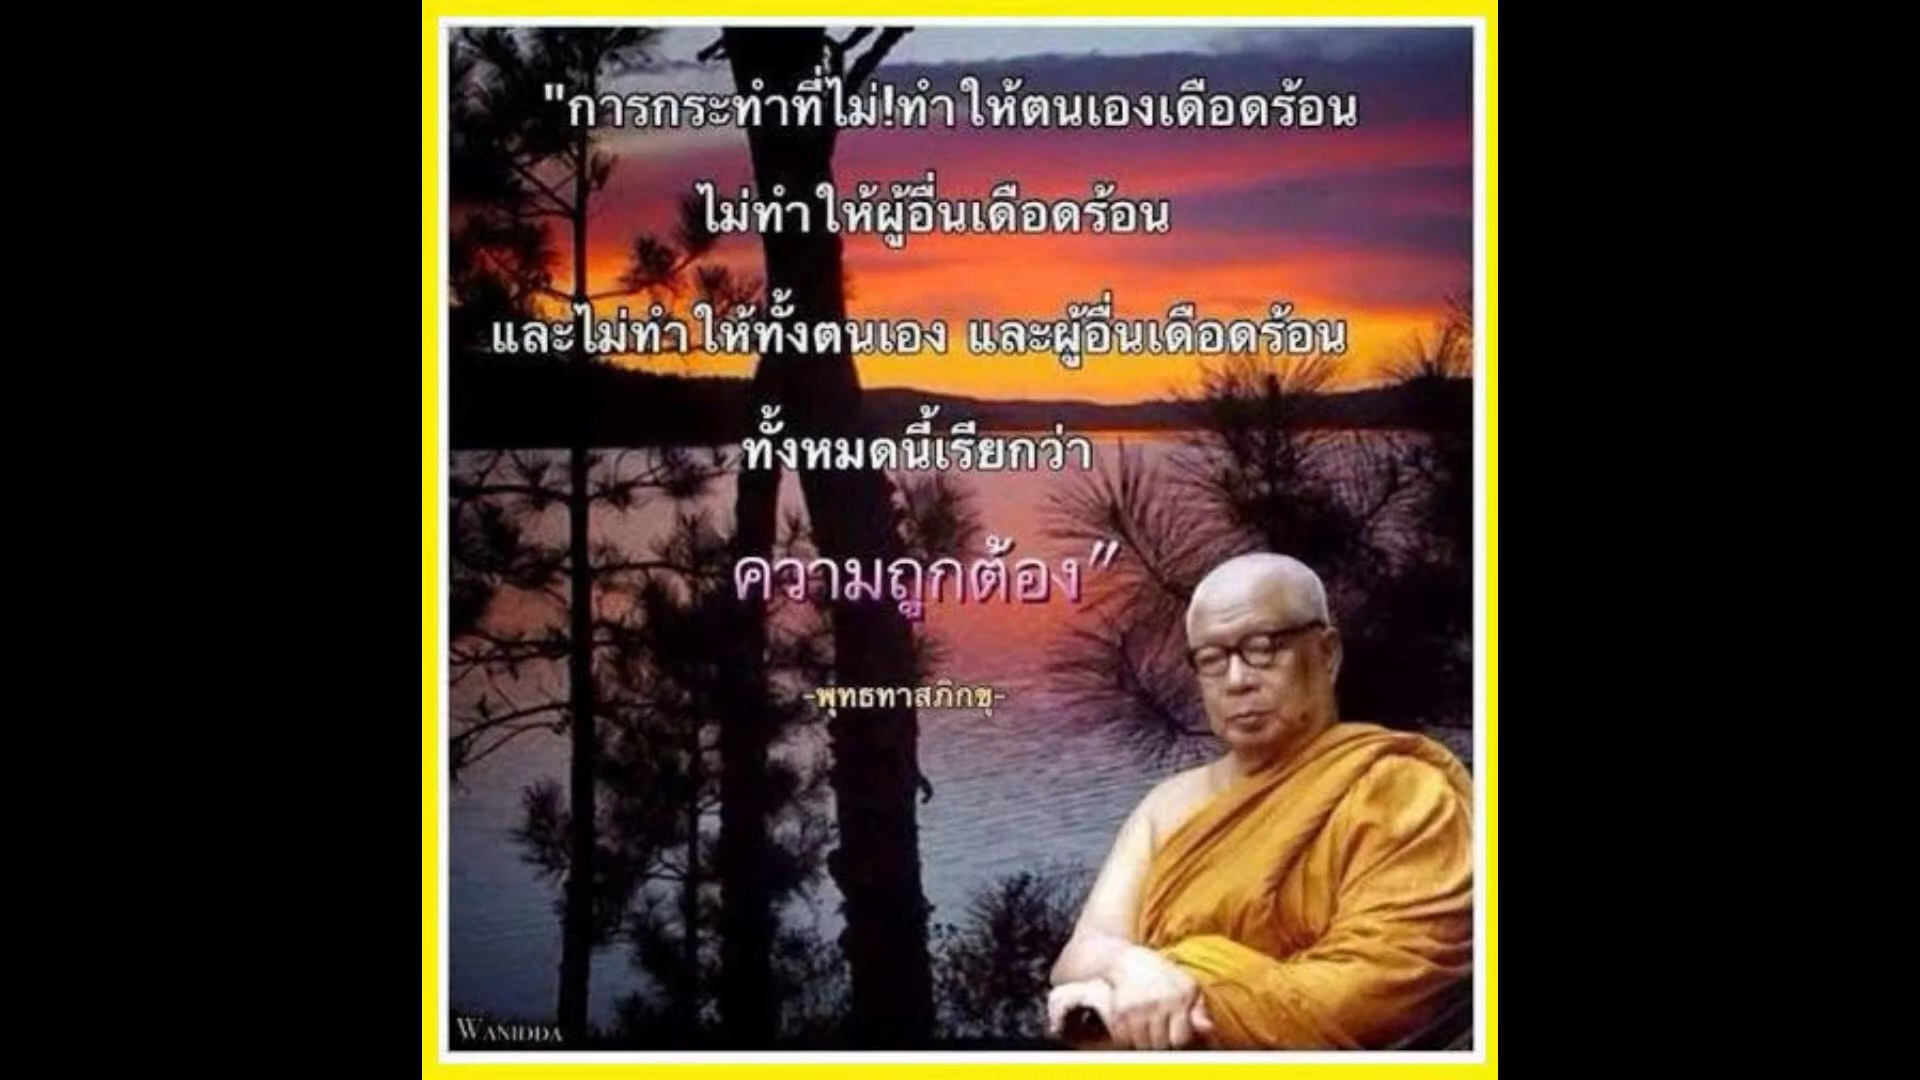 "การกระทำที่ไม่!ทำให้ตนเองเดือดร้อน
ไม่ทำให้ผู้อื่นเดือดร้อน
และไม่ทำให้ทั้งตนเอง และผู้อื่นเดือดร้อน
ทั้งหมดนี้เรียกว่า
ความถูกต้อง"
-พุทธทาสภิกขุ-
WANIDDA